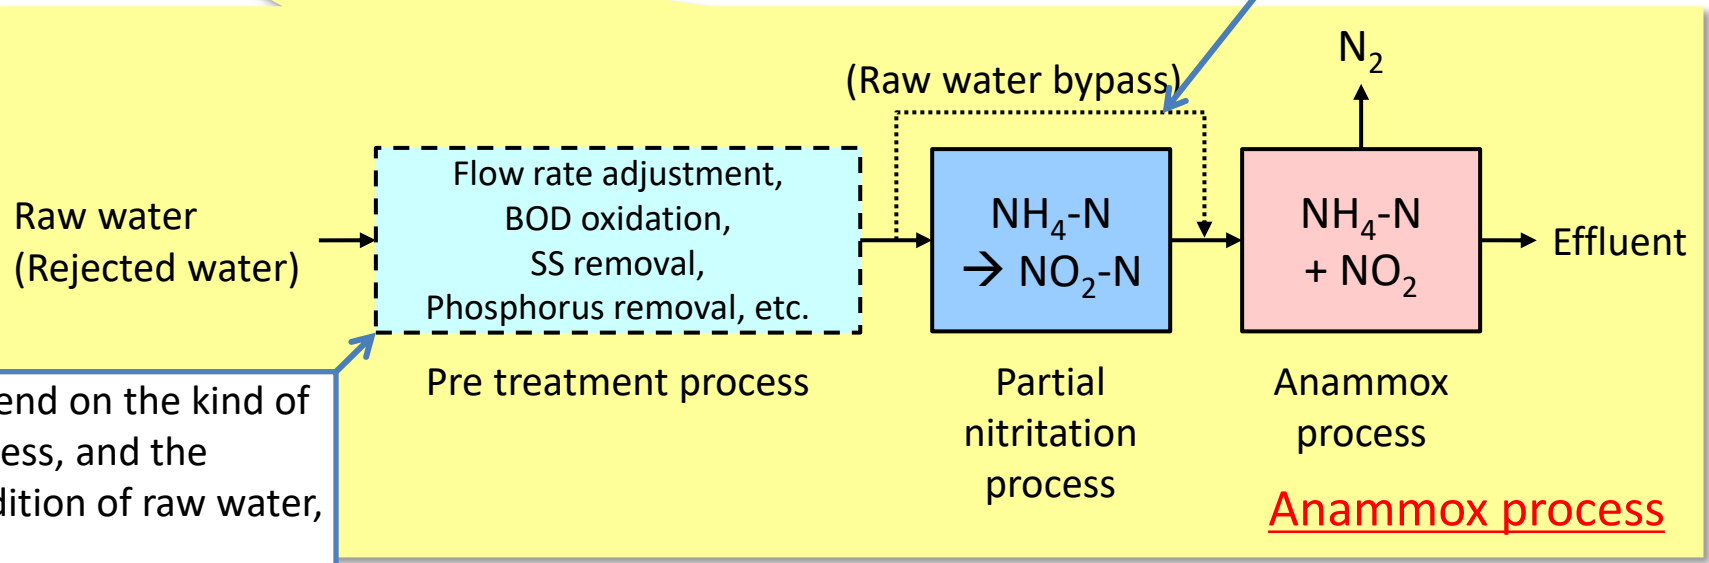 N₂
(Raw water bypass)
Raw water
(Rejected water)
Flow rate adjustment,
BOD oxidation,
SS removal,
Phosphorus removal, etc.
NH₄-N
→ NO₂-N
NH₄-N
+ NO₂
Effluent
Pre treatment process
Partial
nitritation
process
Anammox
process
end on the kind of
ess, and the
dition of raw water,
Anammox process